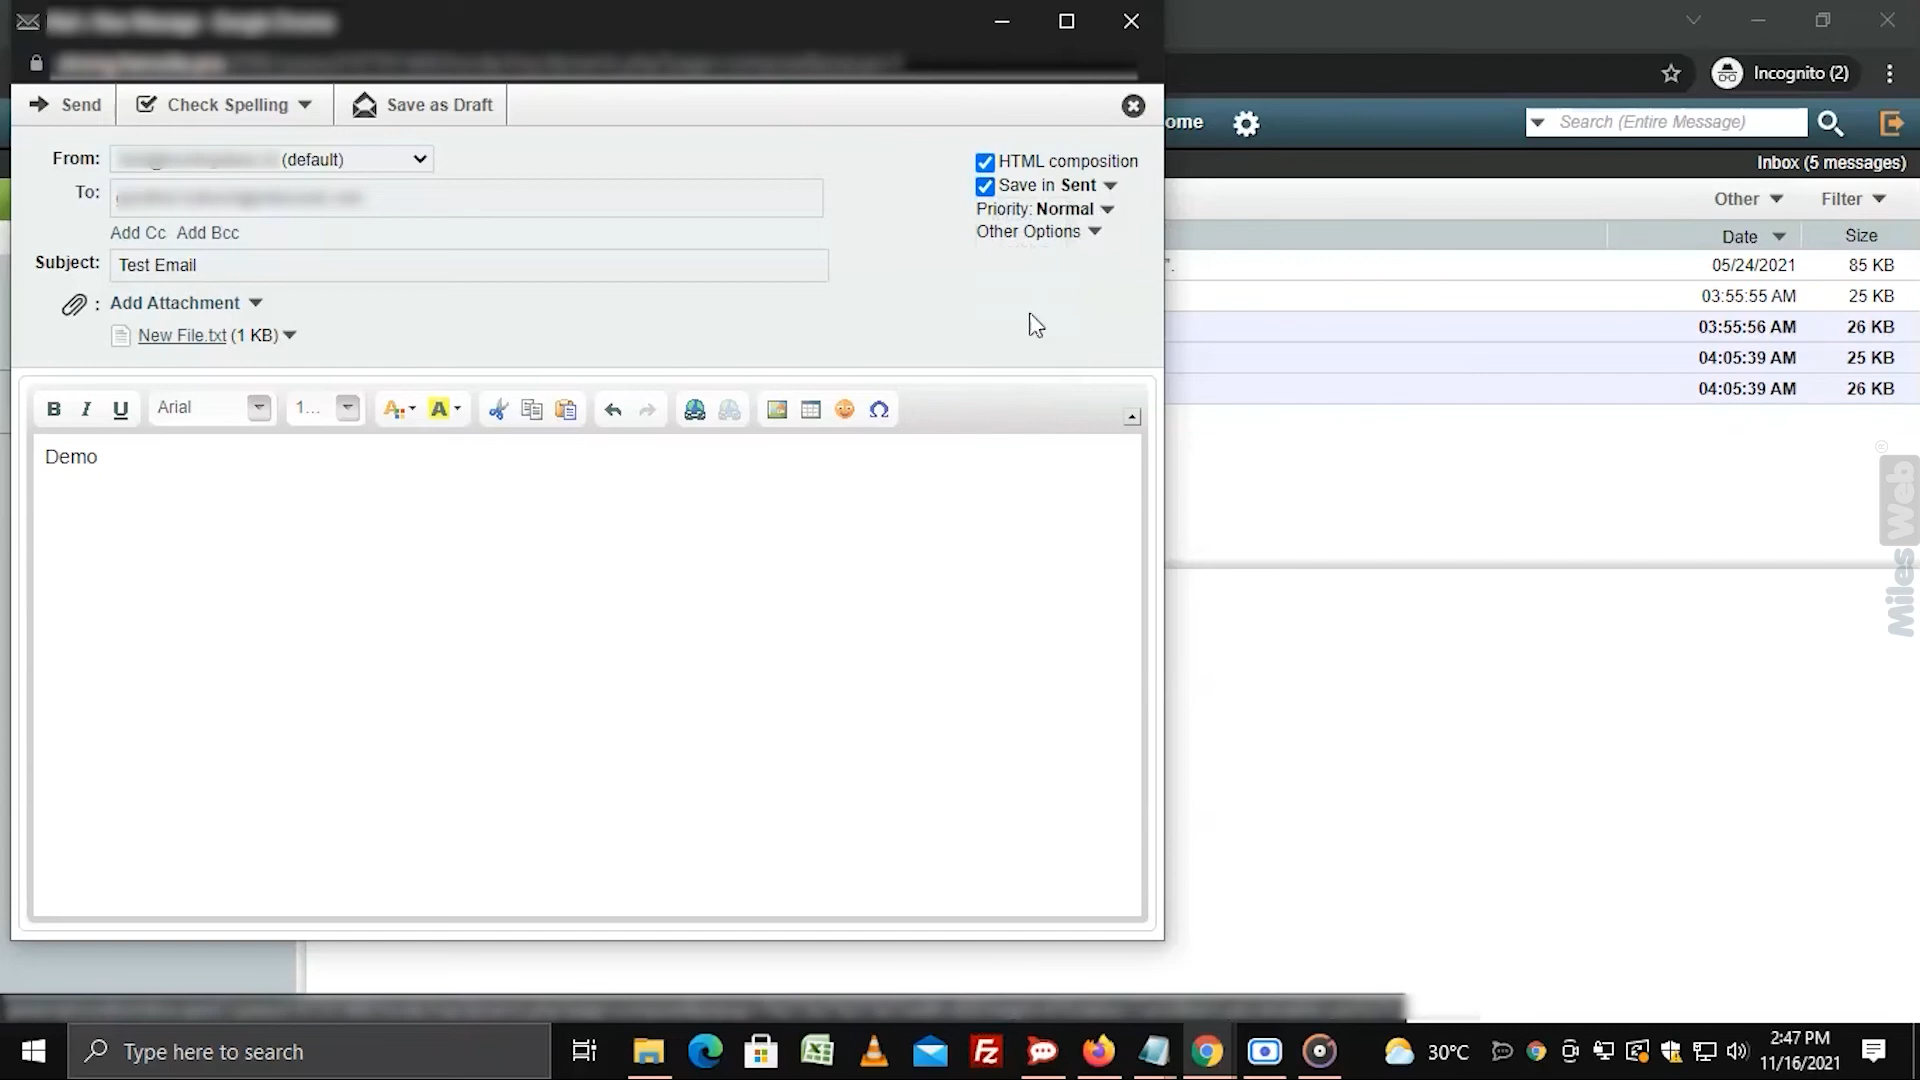 Send Check Spelling Save as Draft
From: (default)
To:
Add Cc Add Bcc
Subject: Test Email
: Add Attachment
New File.txt (1 KB)
HTML composition
Save in Sent
Priority: Normal
Other Options
B I U Arial 1... A A Ω
Demo
Incognito (2)
ome Search (Entire Message)
Inbox (5 messages)
Other Filter
Date Size
". 05/24/2021 85 KB
03:55:55 AM 25 KB
03:55:56 AM 26 KB
04:05:39 AM 25 KB
04:05:39 AM 26 KB
MilesWeb®
Type here to search
Fz
30°C
2:47 PM
11/16/2021